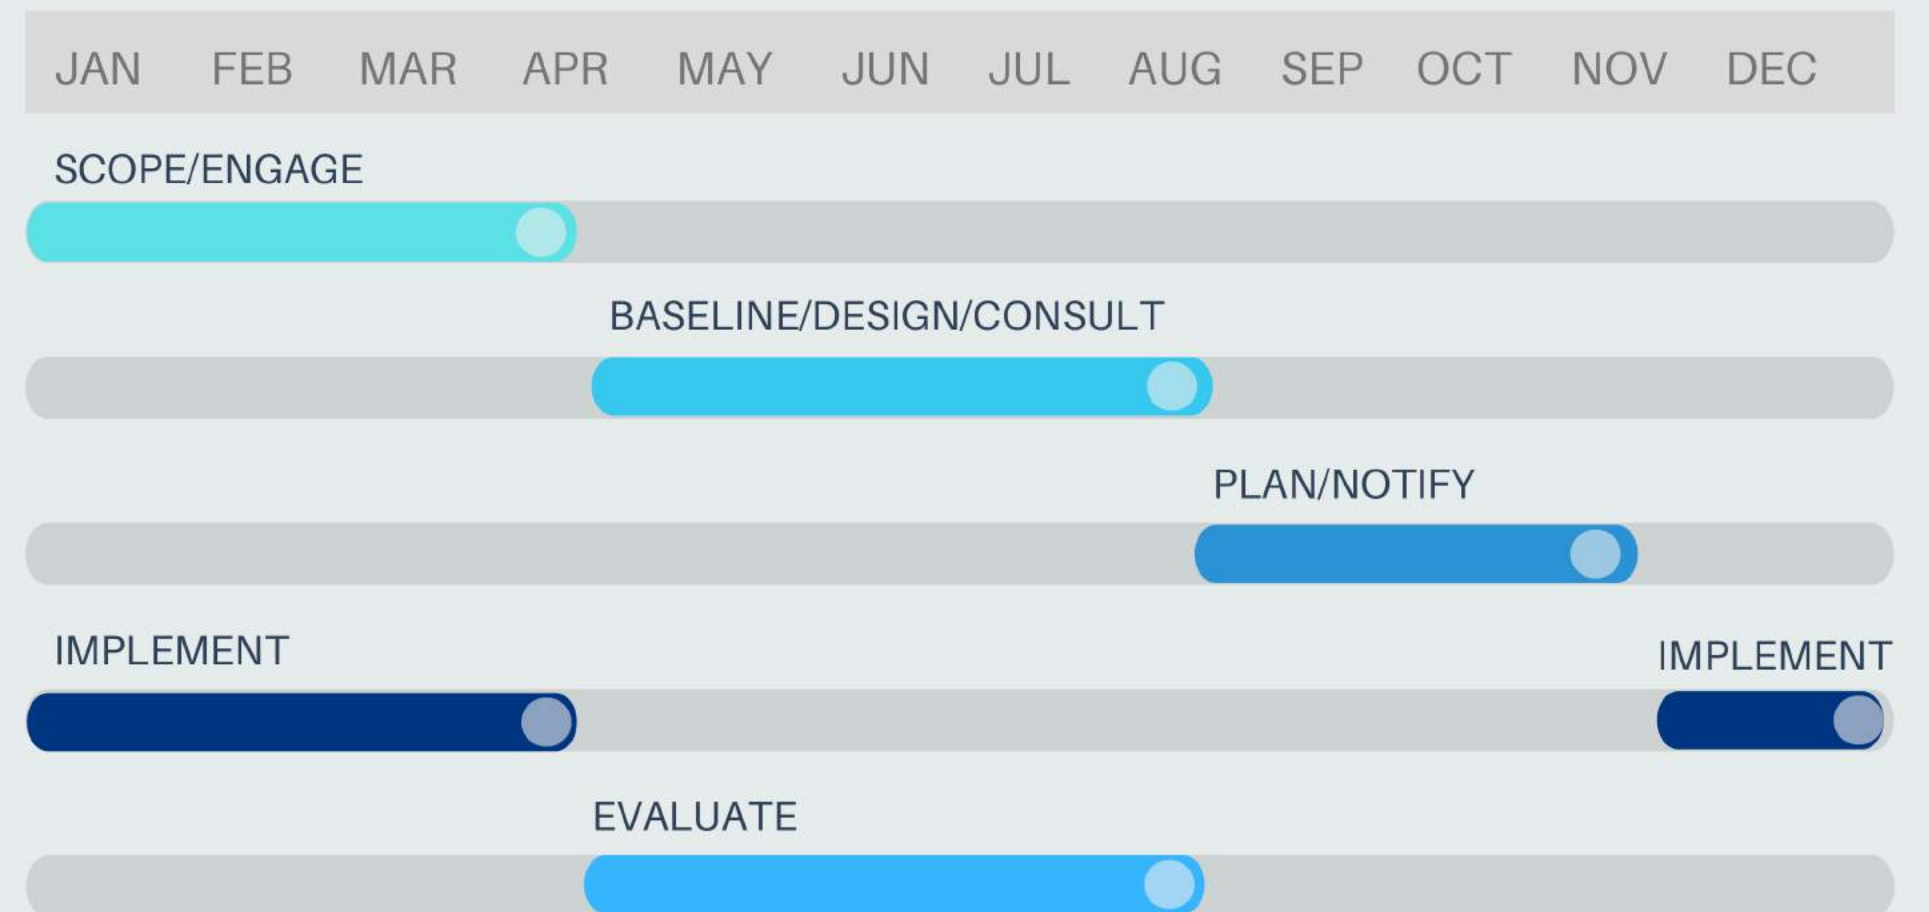 JAN FEB MAR APR MAY JUN JUL AUG SEP OCT NOV DEC
SCOPE/ENGAGE
BASELINE/DESIGN/CONSULT
PLAN/NOTIFY
IMPLEMENT IMPLEMENT
EVALUATE